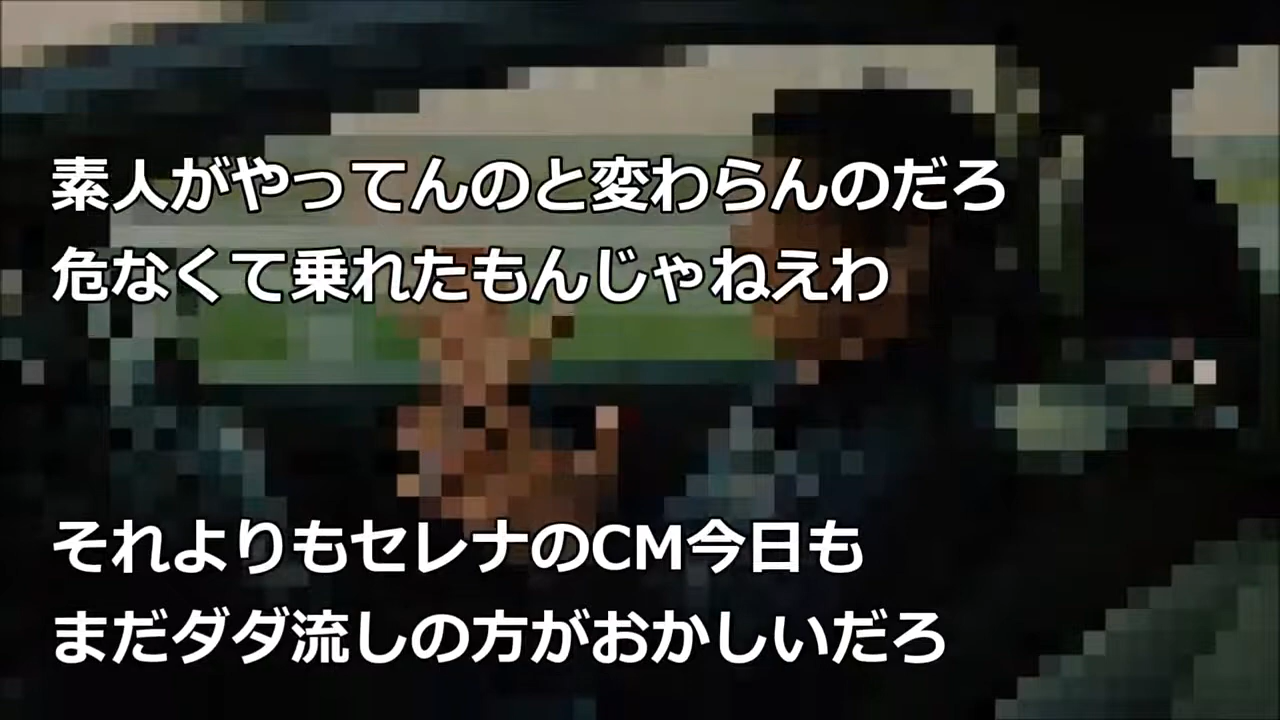 素人がやってんのと変わらんのだろ
危なくて乗れたもんじゃねえわ
それよりもセレナのCM今日も
まだダダ流しの方がおかしいだろ